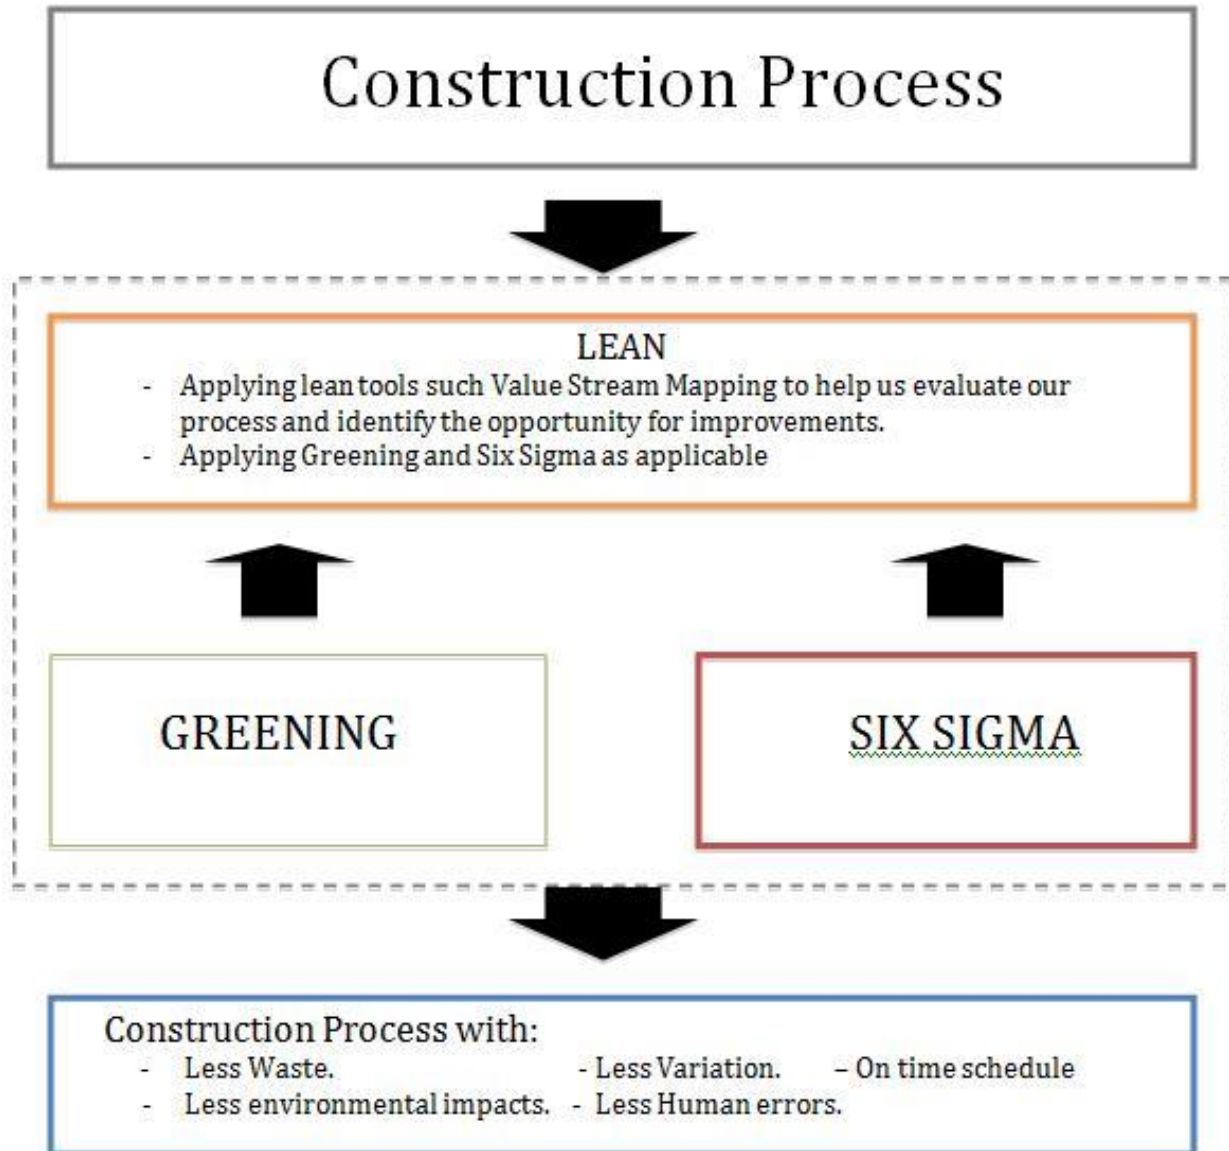 Construction Process
LEAN
- Applying lean tools such Value Stream Mapping to help us evaluate our
process and identify the opportunity for improvements.
- Applying Greening and Six Sigma as applicable
GREENING
SIX SIGMA
Construction Process with:
- Less Waste. - Less Variation. – On time schedule
- Less environmental impacts. - Less Human errors.